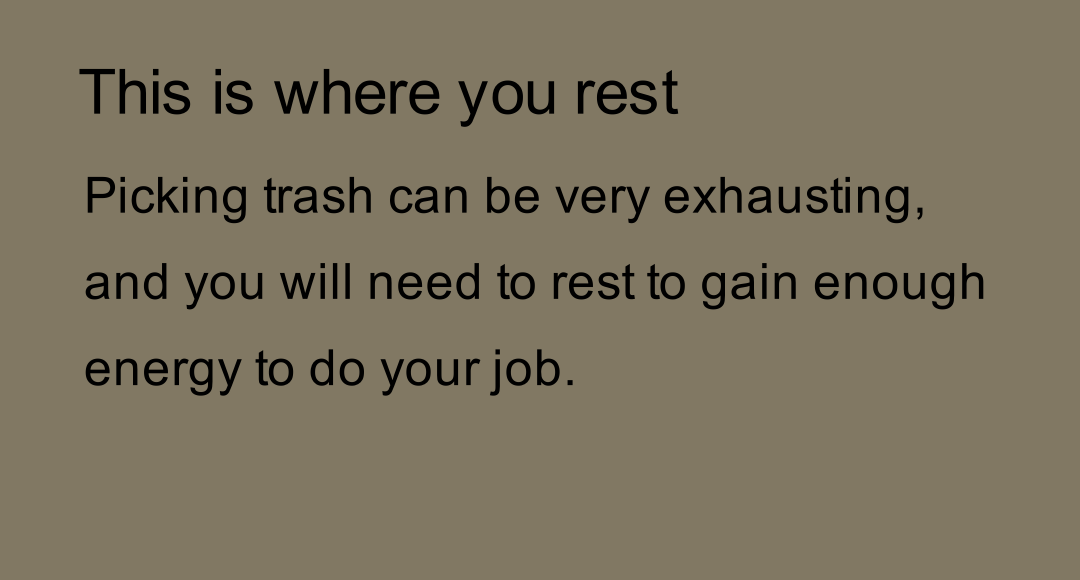 This is where you rest
Picking trash can be very exhausting,
and you will need to rest to gain enough
energy to do your job.